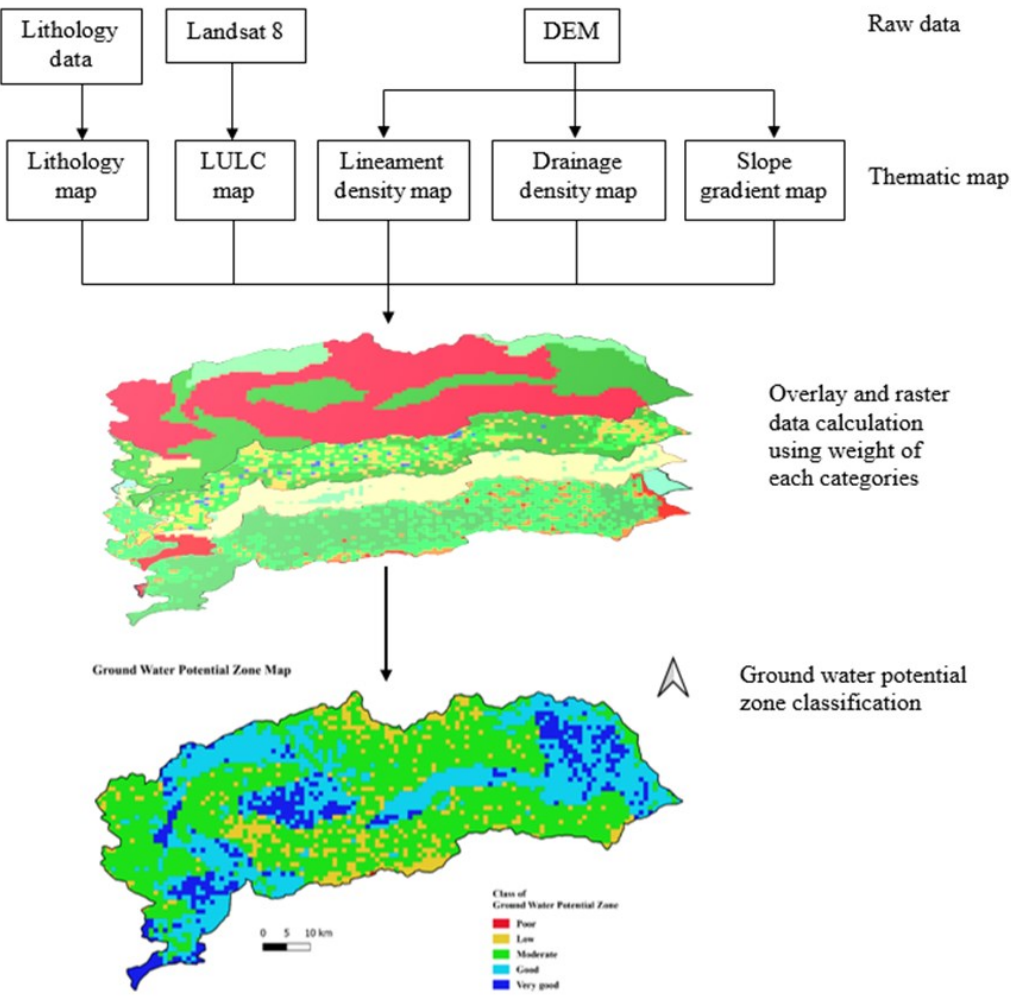 Lithology
data
Landsat 8
DEM
Raw data
Lithology
map
LULC
map
Lineament
density map
Drainage
density map
Slope
gradient map
Thematic map
Overlay and raster
data calculation
using weight of
each categories
Ground Water Potential Zone Map
Ground water potential
zone classification
Class of
Ground Water Potential Zone
Poor
Low
Moderate
Good
Very good
0 5 10 km